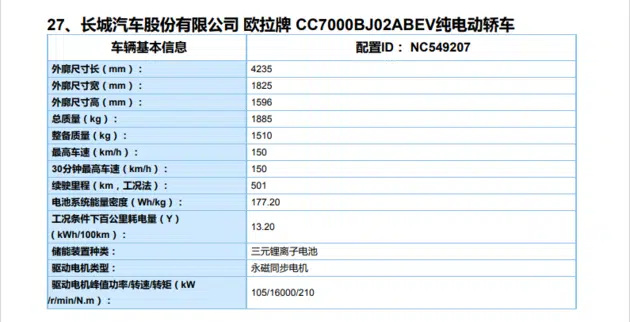 27、长城汽车股份有限公司 欧拉牌 CC7000BJ02ABEV纯电动轿车
车辆基本信息 配置ID： NC549207
外廓尺寸长（mm）： 4235
外廓尺寸宽（mm）： 1825
外廓尺寸高（mm）： 1596
总质量（kg）： 1885
整备质量（kg）： 1510
最高车速（km/h）： 150
30分钟最高车速（km/h）： 150
续驶里程（km，工况法）： 501
电池系统能量密度（Wh/kg）： 177.20
工况条件下百公里耗电量（Y）
（kWh/100km）： 13.20
储能装置种类： 三元锂离子电池
驱动电机类型： 永磁同步电机
驱动电机峰值功率/转速/转矩（kW
/r/min/N.m）： 105/16000/210